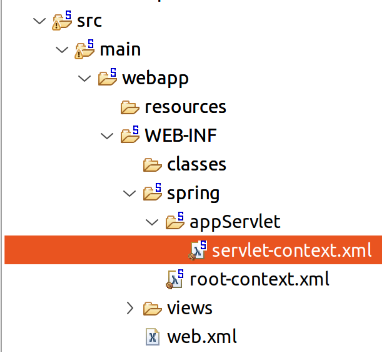 src
main
webapp
resources
WEB-INF
classes
spring
appServlet
servlet-context.xml
root-context.xml
views
web.xml